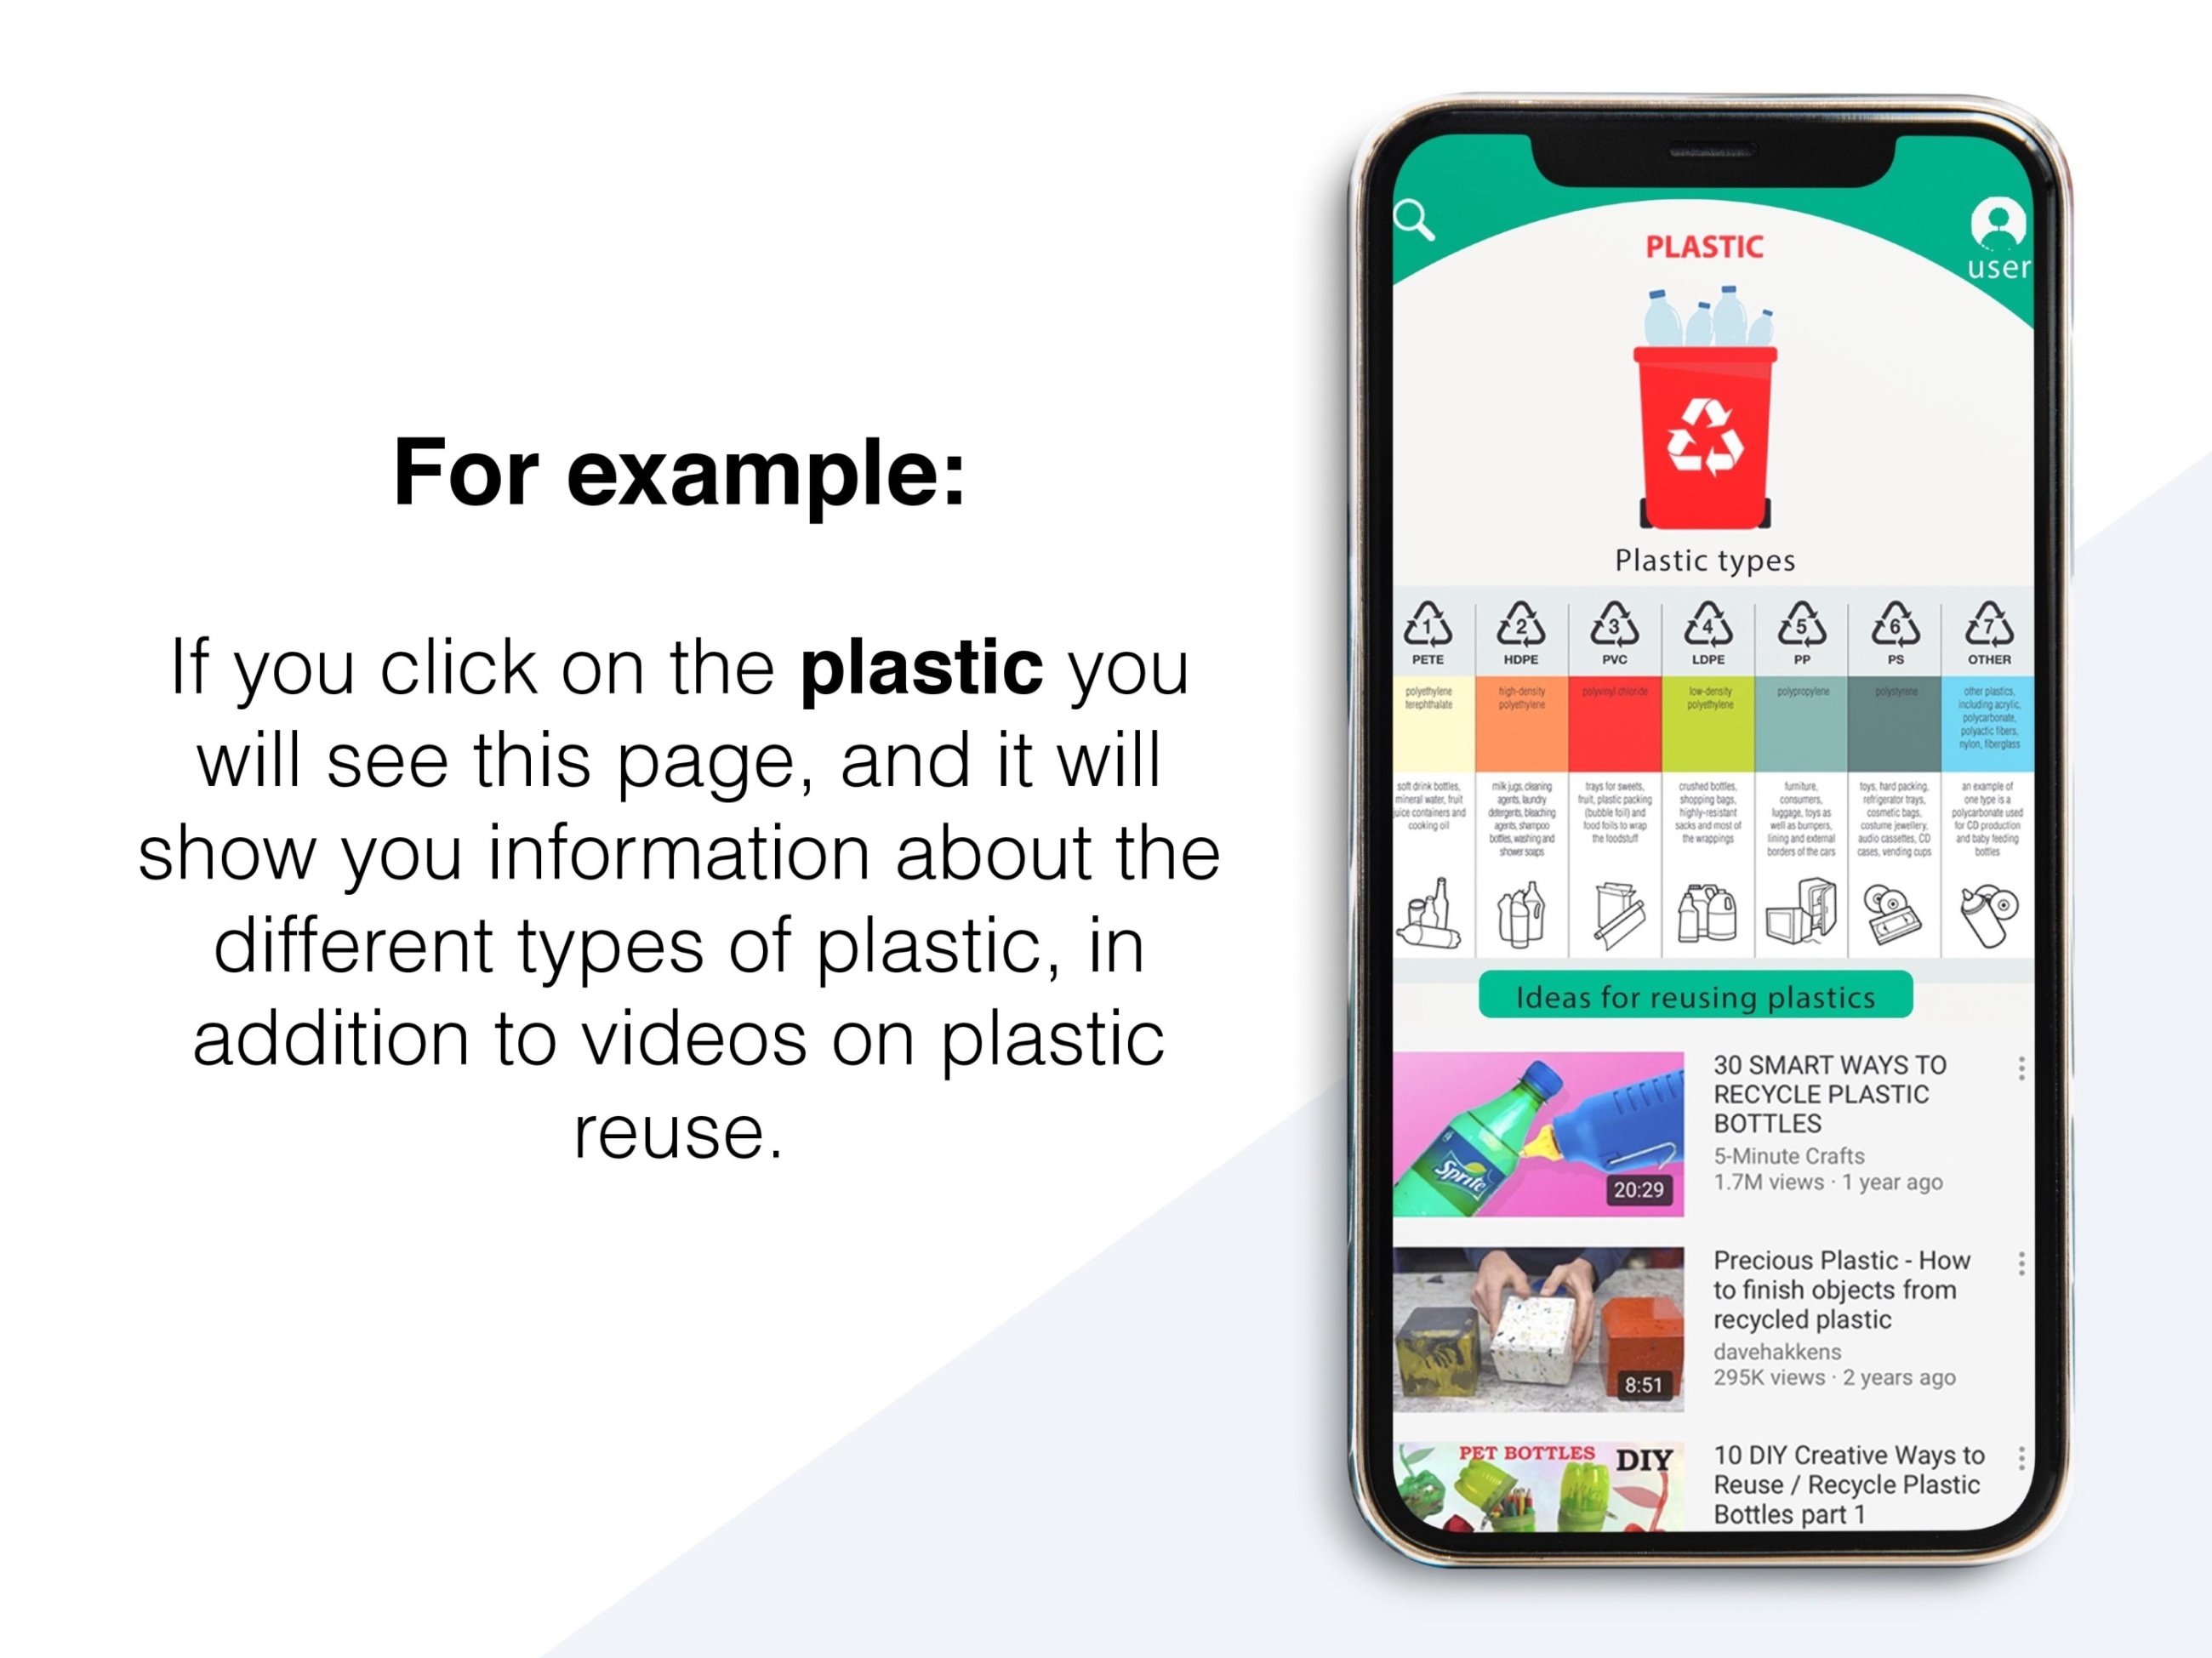 For example:
If you click on the plastic you
will see this page, and it will
show you information about the
different types of plastic, in
addition to videos on plastic
reuse.
user
PLASTIC
Plastic types
1
PETE
polyethylene
terephthalate
soft drink bottles,
mineral water, fruit
juice containers and
cooking oil
2
HDPE
high-density
polyethylene
milk jugs, cleaning
agents, laundry
detergents, bleaching
agents, shampoo
bottles, washing and
shower soaps
3
PVC
polyvinyl chloride
trays for sweets,
fruit, plastic packing
(bubble foil) and
food foils to wrap
the foodstuff
4
LDPE
low-density
polyethylene
crushed bottles,
shopping bags,
highly-resistant
sacks and most of
the wrappings
5
PP
polypropylene
furniture,
consumers,
luggage, toys as
well as bumpers,
lining and external
borders of the cars
6
PS
polystyrene
toys, hard packing,
refrigerator trays,
cosmetic bags,
costume jewellery,
audio cassettes, CD
cases, vending cups
7
OTHER
other plastics,
including acrylic,
polycarbonate,
polyactic fibers,
nylon, fiberglass
an example of
one type is a
polycarbonate used
for CD production
and baby feeding
bottles
Ideas for reusing plastics
Sprite
20:29
30 SMART WAYS TO
RECYCLE PLASTIC
BOTTLES
5-Minute Crafts
1.7M views · 1 year ago
8:51
Precious Plastic - How
to finish objects from
recycled plastic
davehakkens
295K views · 2 years ago
PET BOTTLES DIY
10 DIY Creative Ways to
Reuse / Recycle Plastic
Bottles part 1